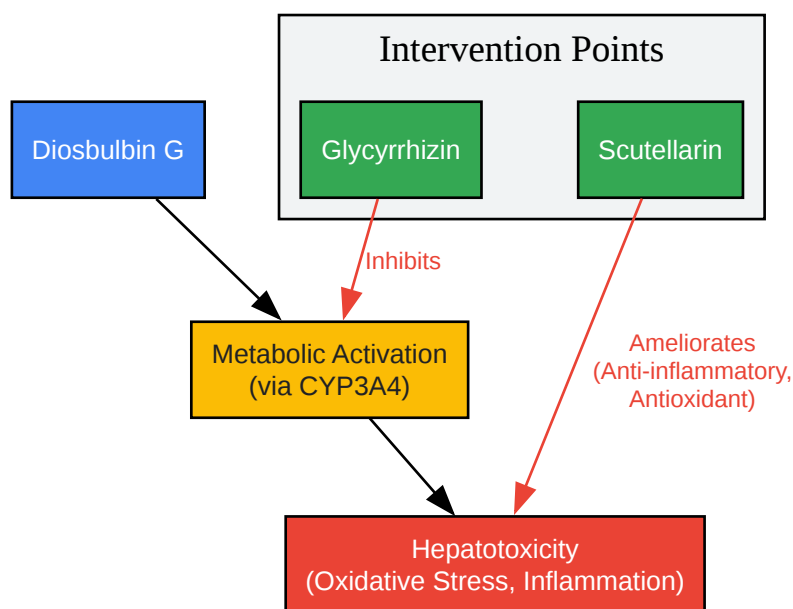 Intervention Points
Diosbulbin G
Glycyrrhizin
Scutellarin
Inhibits
Metabolic Activation
(via CYP3A4)
Ameliorates
(Anti-inflammatory,
Antioxidant)
Hepatotoxicity
(Oxidative Stress, Inflammation)